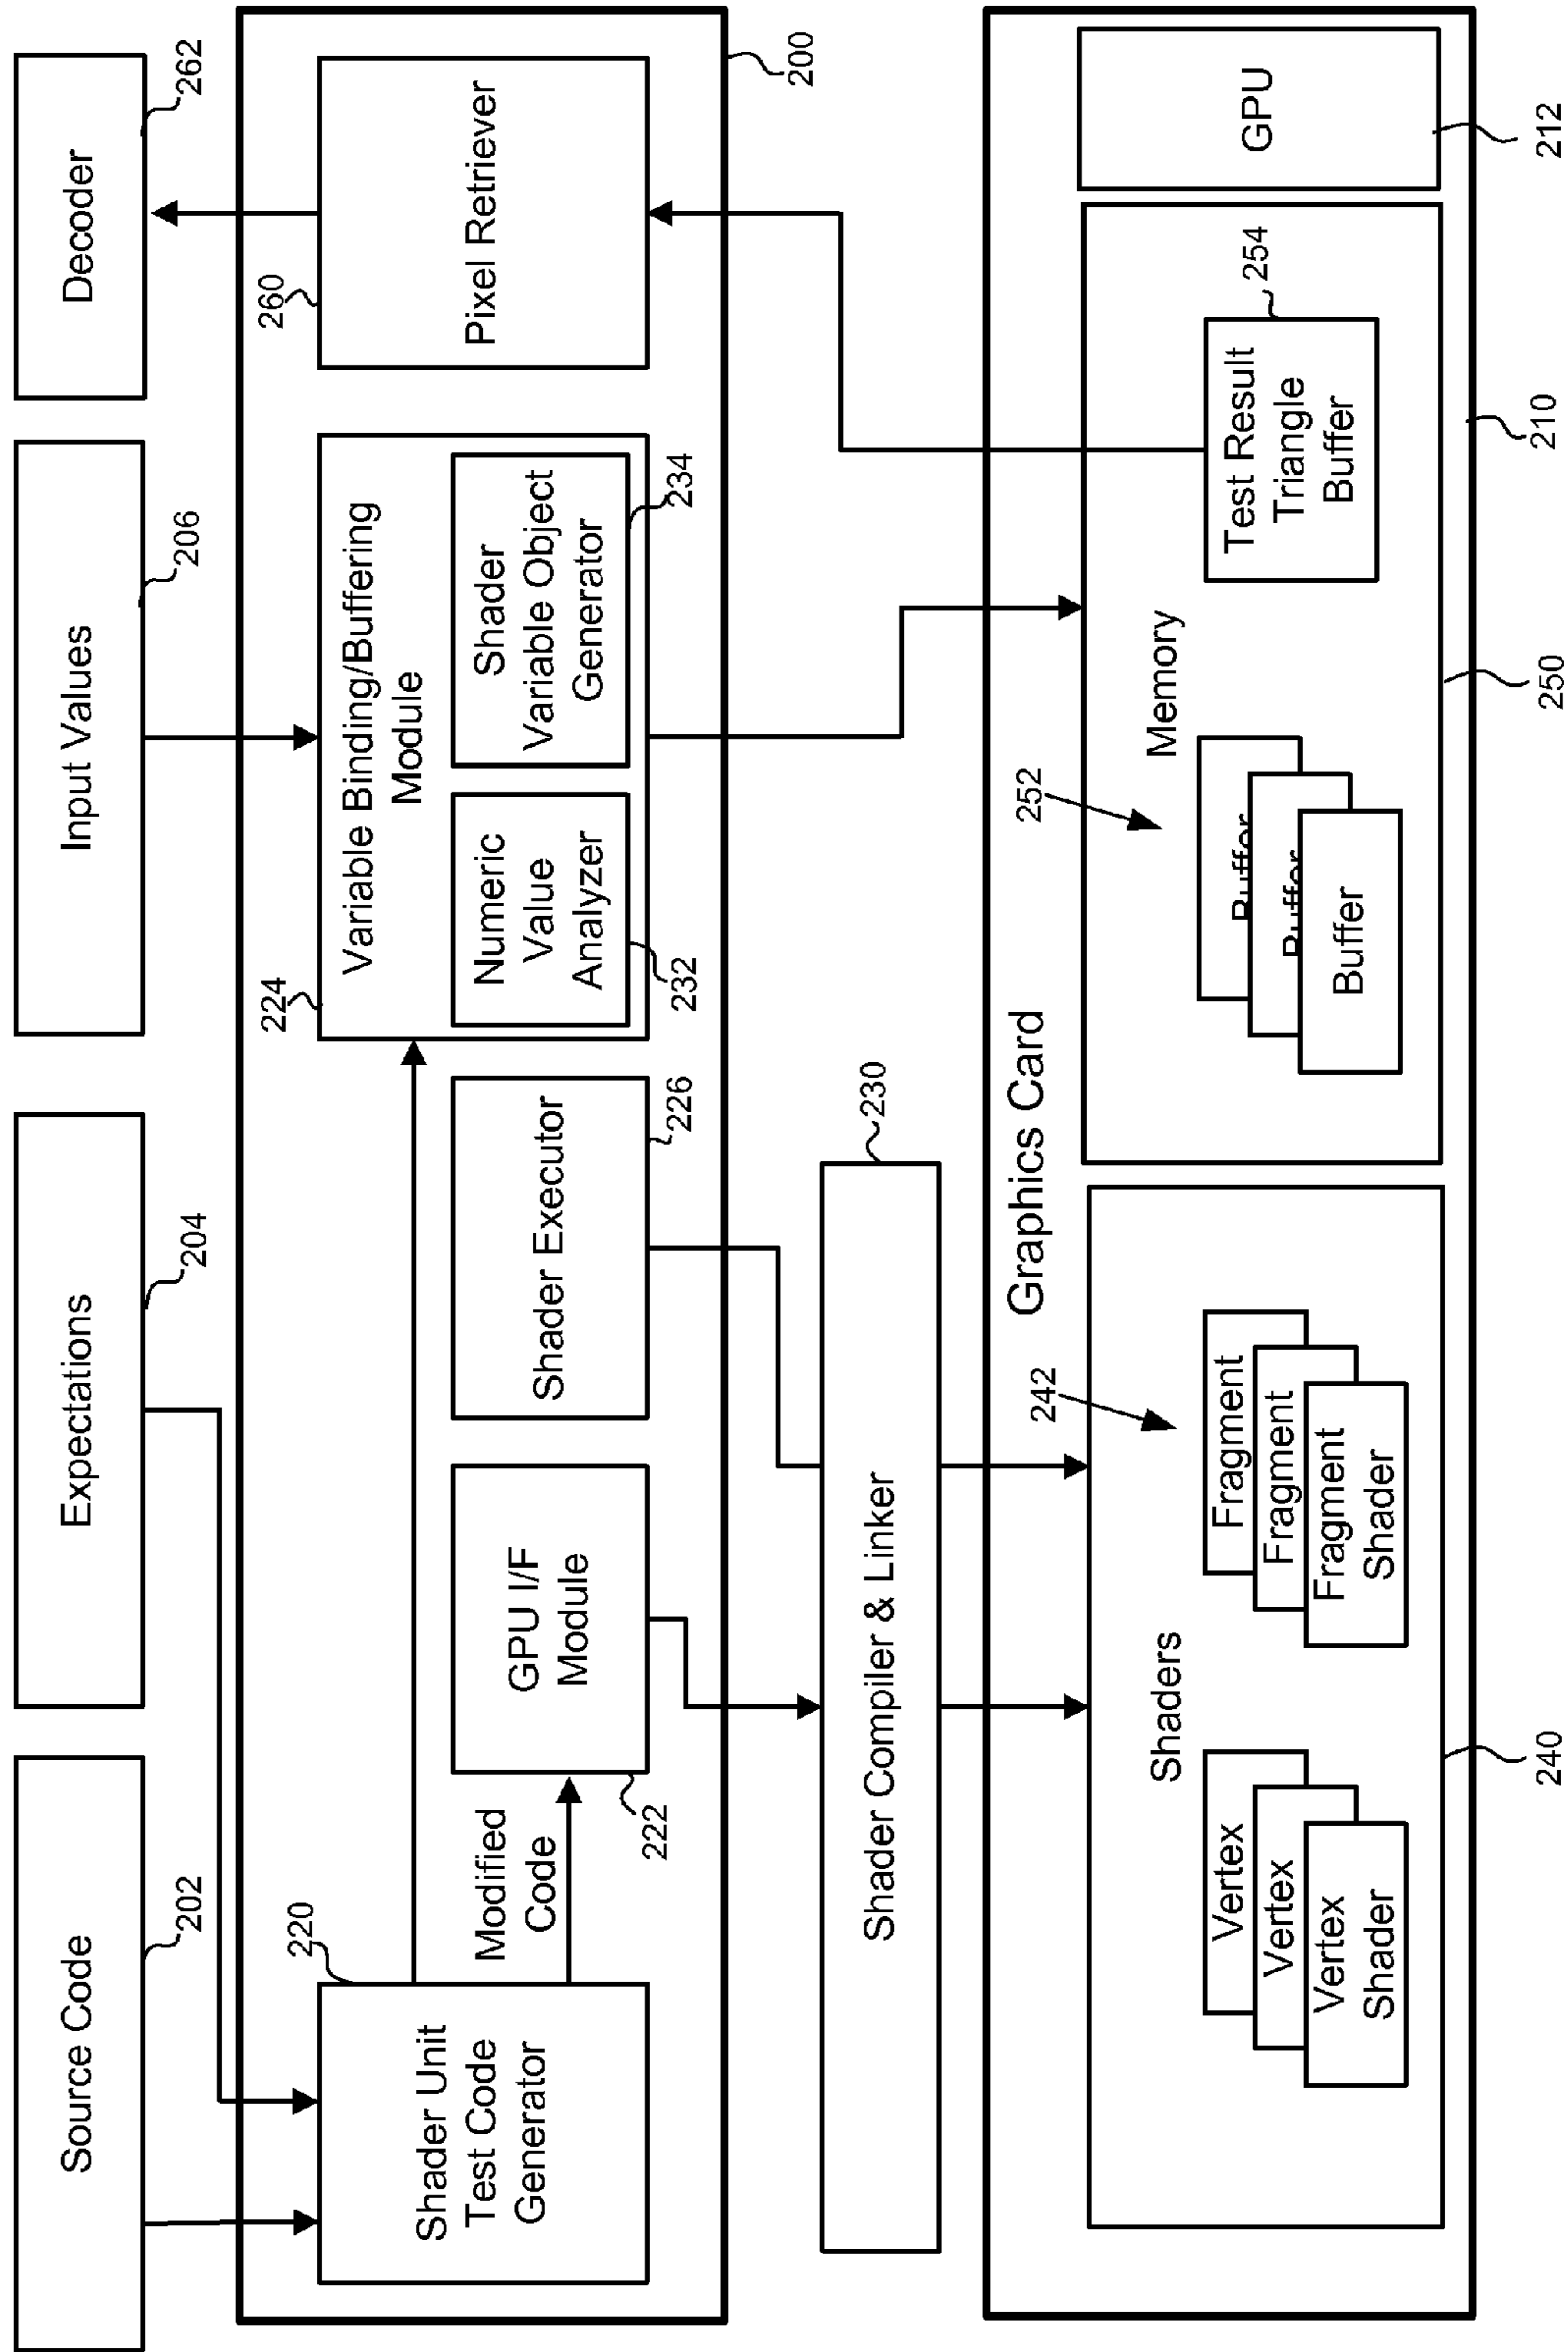 Source Code
202
Expectations
204
Input Values
206
Decoder
262
220
Shader Unit
Test Code
Generator
Modified
Code
GPU I/F
Module
222
Shader Executor
226
224
Variable Binding/Buffering
Module
Numeric
Value
Analyzer
232
Shader
Variable Object
Generator
234
260
Pixel Retriever
200
Shader Compiler & Linker
230
Graphics Card
Shaders
Vertex
Vertex
Vertex
Shader
242
Fragment
Fragment
Fragment
Shader
240
Memory
252
Buffer
Buffer
Buffer
254
Test Result
Triangle
Buffer
250
210
GPU
212